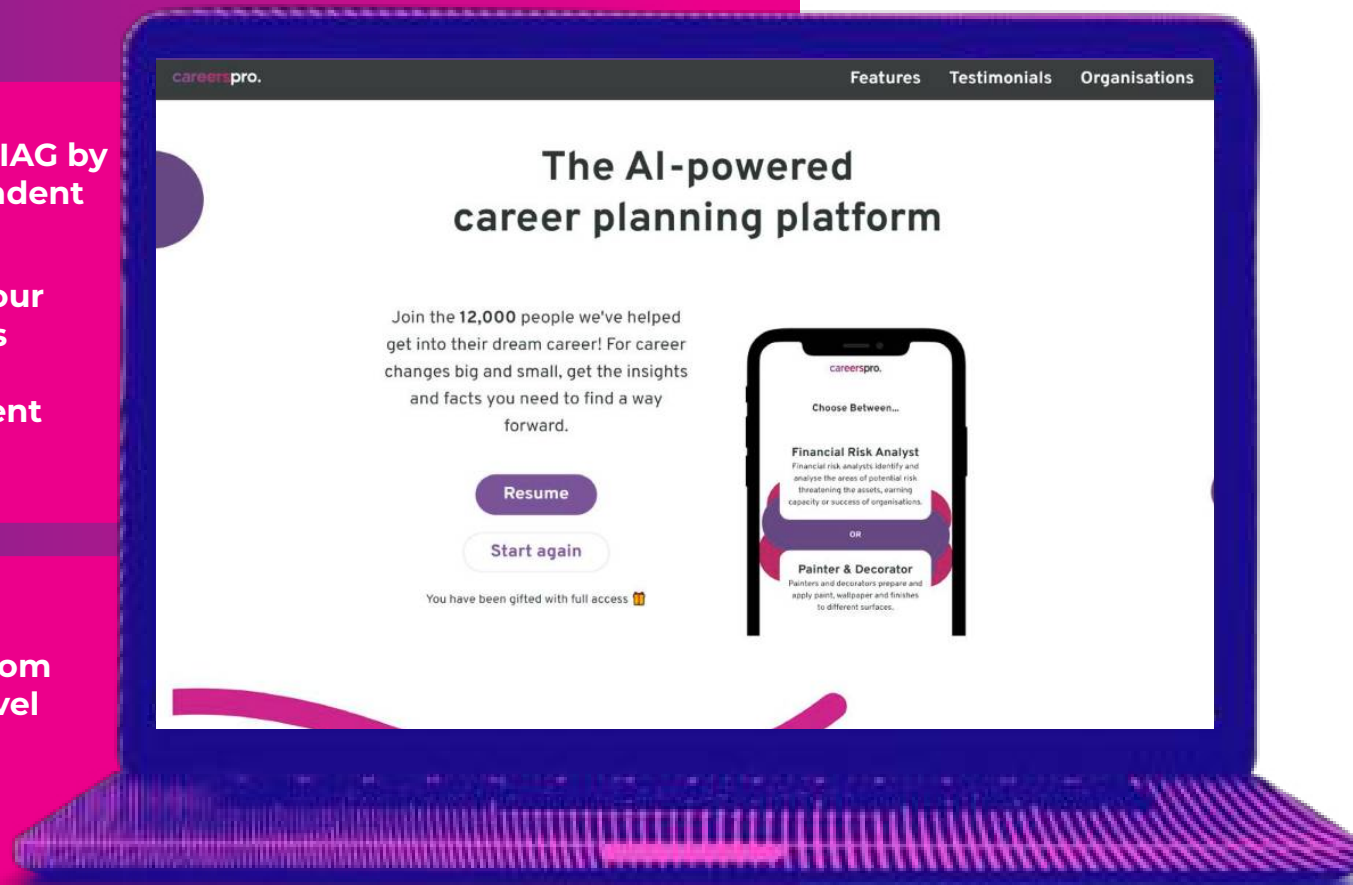 IAG by
ndent
our
s
ent
om
vel
careerspro.
Features Testimonials Organisations
The AI-powered
career planning platform
Join the 12,000 people we've helped
get into their dream career! For career
changes big and small, get the insights
and facts you need to find a way
forward.
Resume
Start again
You have been gifted with full access
careerspro.
Choose Between...
Financial Risk Analyst
Financial risk analysts identify and
analyse the areas of potential risk
threatening the assets, earning
capacity or success of organisations.
OR
Painter & Decorator
Painters and decorators prepare and
apply paint, wallpaper and finishes
to different surfaces.